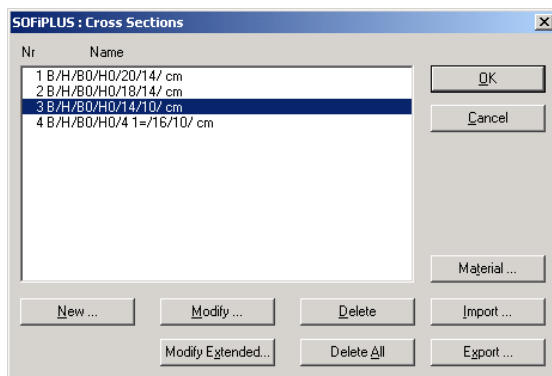 SOFiPLUS : Cross Sections
Nr Name
1 B/H/B0/H0/20/14/ cm
2 B/H/B0/H0/18/14/ cm
3 B/H/B0/H0/14/10/ cm
4 B/H/B0/H0/4 1=/16/10/ cm
OK
Cancel
Material ...
New ... Modify ... Delete Import ...
Modify Extended... Delete All Export ...